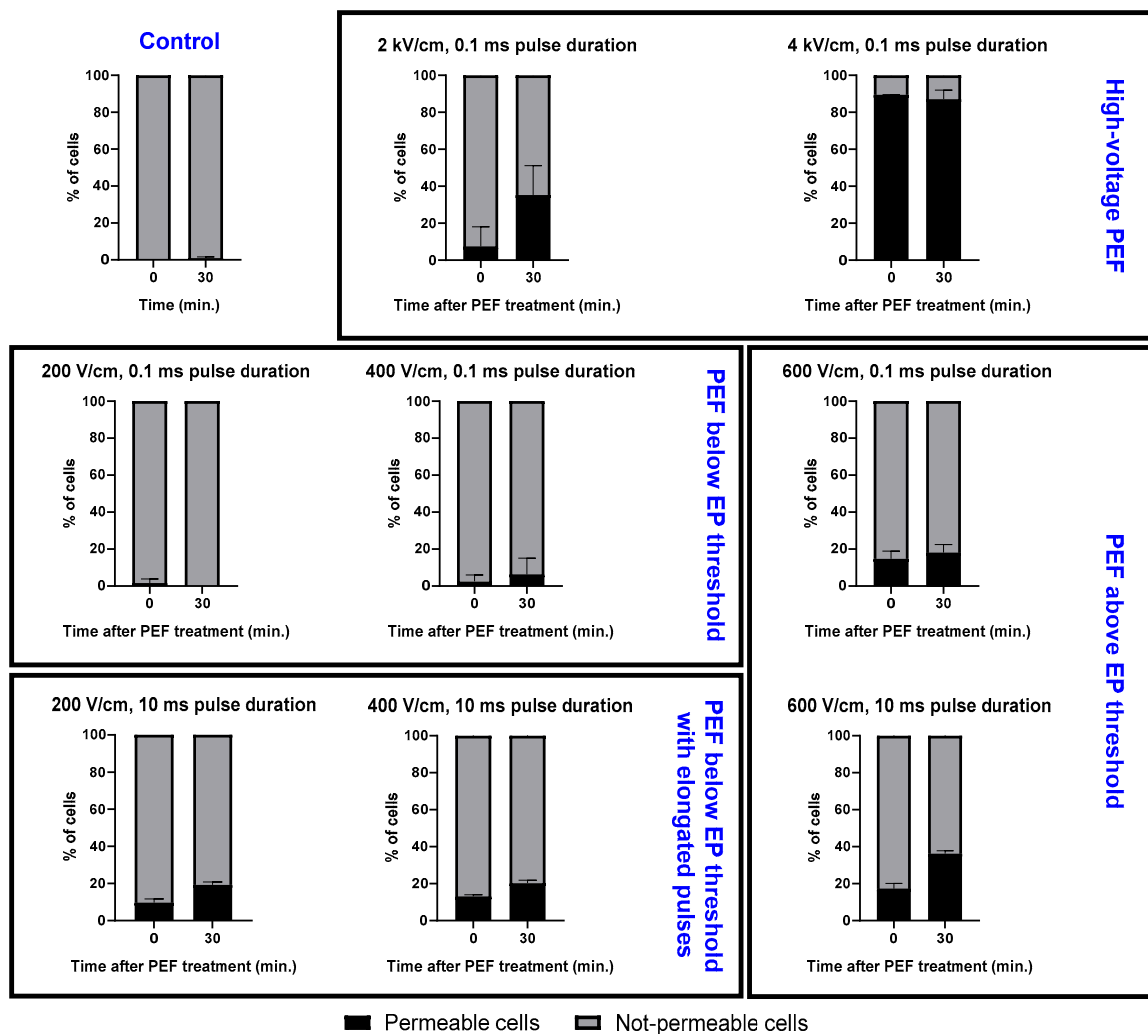 Control
% of cells
100
80
60
40
20
0
0 30
Time (min.)
2 kV/cm, 0.1 ms pulse duration
% of cells
100
80
60
40
20
0
0 30
Time after PEF treatment (min.)
4 kV/cm, 0.1 ms pulse duration
% of cells
100
80
60
40
20
0
0 30
Time after PEF treatment (min.)
High-voltage PEF
200 V/cm, 0.1 ms pulse duration
% of cells
100
80
60
40
20
0
0 30
Time after PEF treatment (min.)
400 V/cm, 0.1 ms pulse duration
% of cells
100
80
60
40
20
0
0 30
Time after PEF treatment (min.)
PEF below EP threshold
600 V/cm, 0.1 ms pulse duration
% of cells
100
80
60
40
20
0
0 30
Time after PEF treatment (min.)
200 V/cm, 10 ms pulse duration
% of cells
100
80
60
40
20
0
0 30
Time after PEF treatment (min.)
400 V/cm, 10 ms pulse duration
% of cells
100
80
60
40
20
0
0 30
Time after PEF treatment (min.)
PEF below EP threshold
with elongated pulses
600 V/cm, 10 ms pulse duration
% of cells
100
80
60
40
20
0
0 30
Time after PEF treatment (min.)
PEF above EP threshold
Permeable cells Not-permeable cells